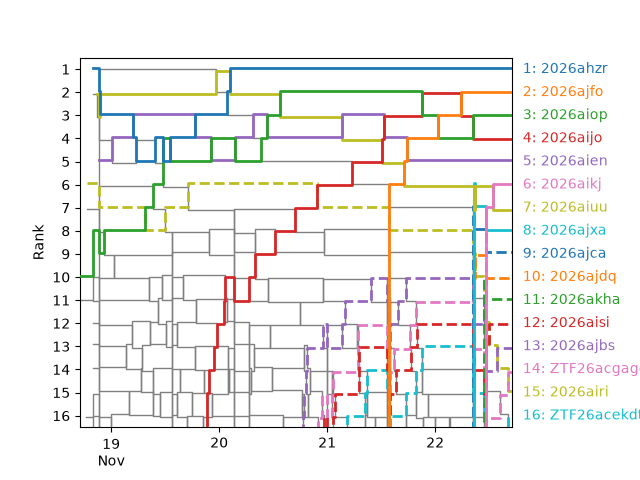 Rank
1
2
3
4
5
6
7
8
9
10
11
12
13
14
15
16
19
20
21
22
Nov
1: 2026ahzr
2: 2026ajfo
3: 2026aiop
4: 2026aijo
5: 2026aien
6: 2026aikj
7: 2026aiuu
8: 2026ajxa
9: 2026ajca
10: 2026ajdq
11: 2026akha
12: 2026aisi
13: 2026ajbs
14: ZTF26acgag
15: 2026airi
16: ZTF26acekdf